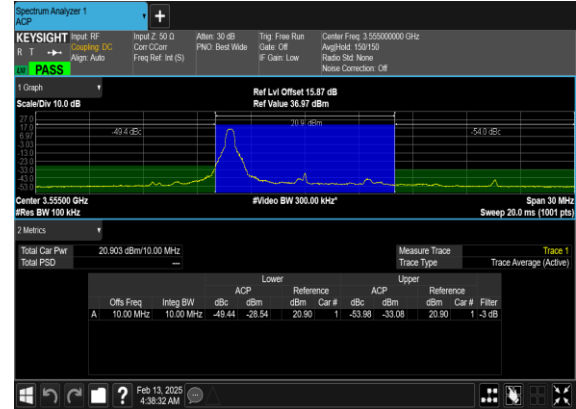 Spectrum Analyzer 1
ACP
+
KEYSIGHT Input: RF Input Z: 50 Ω Atten: 30 dB Trig: Free Run Center Freq: 3.555000000 GHz
R T Coupling: DC Corr CCorr PNO: Best Wide Gate: Off Avg|Hold: 150/150
Align: Auto Freq Ref: Int (S) IF Gain: Low Radio Std: None
Noise Correction: Off
PASS
1 Graph
Scale/Div 10.0 dB
Ref Lvl Offset 15.87 dB
Ref Value 36.97 dBm
27.0
17.0
6.97
-3.03
-13.0
-23.0
-33.0
-43.0
-53.0
-49.4 dBc
20.9 dBm
-54.0 dBc
Center 3.55500 GHz #Video BW 300.00 kHz* Span 30 MHz
#Res BW 100 kHz Sweep 20.0 ms (1001 pts)
2 Metrics
Total Car Pwr 20.903 dBm/10.00 MHz Measure Trace Trace 1
Total PSD --- Trace Type Trace Average (Active)
Lower Upper
ACP Reference ACP Reference
Offs Freq Integ BW dBc dBm dBm Car # dBc dBm dBm Car # Filter
A 10.00 MHz 10.00 MHz -49.44 -28.54 20.90 1 -53.98 -33.08 20.90 1 -3 dB
?
Feb 13, 2025
4:38:32 AM